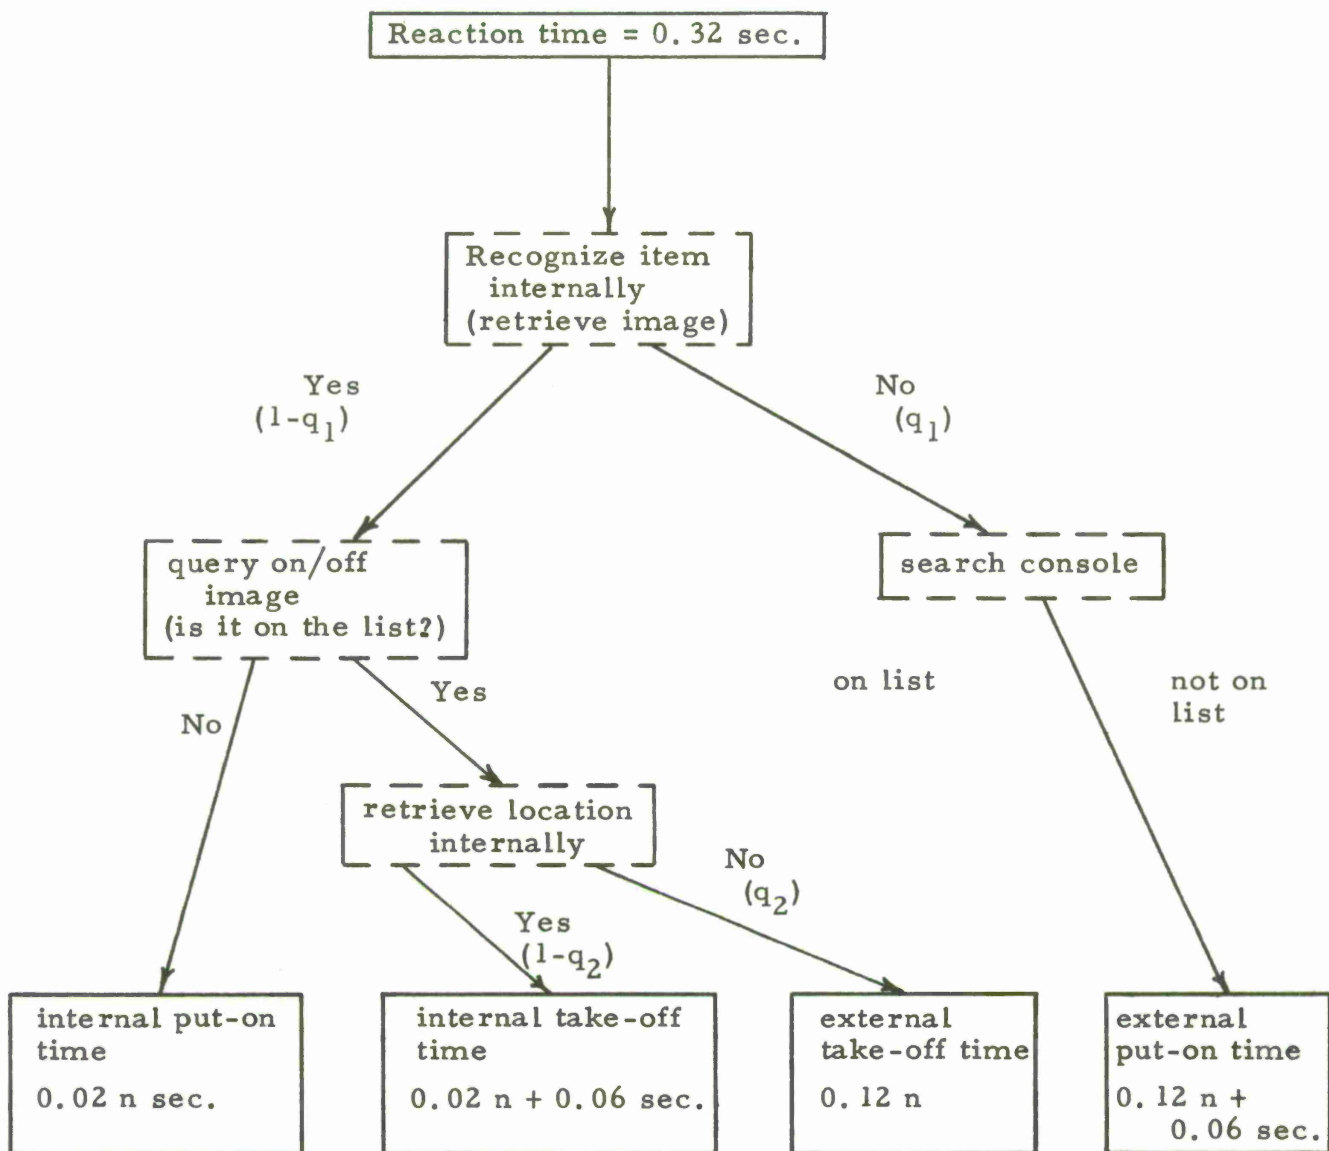 Reaction time = 0.32 sec.
Recognize item
internally
(retrieve image)
Yes
(1-q₁)
No
(q₁)
query on/off
image
(is it on the list?)
search console
No
Yes
on list
not on
list
retrieve location
internally
Yes
(1-q₂)
No
(q₂)
internal put-on
time
0.02 n sec.
internal take-off
time
0.02 n + 0.06 sec.
external
take-off time
0.12 n
external
put-on time
0.12 n +
0.06 sec.